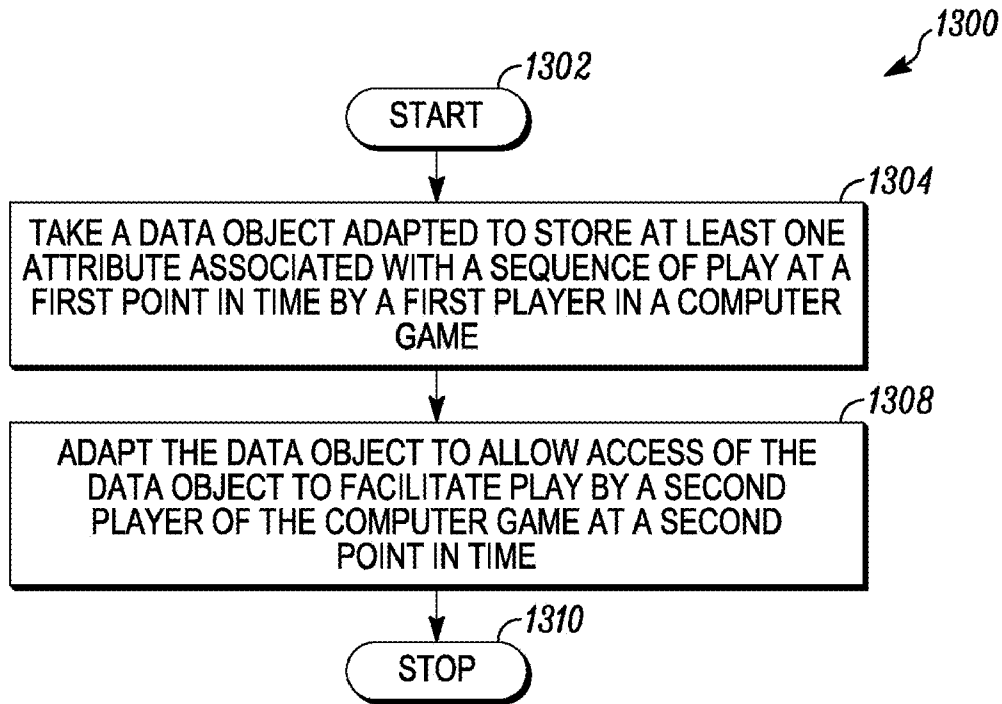 1300
1302
START
1304
TAKE A DATA OBJECT ADAPTED TO STORE AT LEAST ONE
ATTRIBUTE ASSOCIATED WITH A SEQUENCE OF PLAY AT A
FIRST POINT IN TIME BY A FIRST PLAYER IN A COMPUTER
GAME
1308
ADAPT THE DATA OBJECT TO ALLOW ACCESS OF THE
DATA OBJECT TO FACILITATE PLAY BY A SECOND
PLAYER OF THE COMPUTER GAME AT A SECOND
POINT IN TIME
1310
STOP